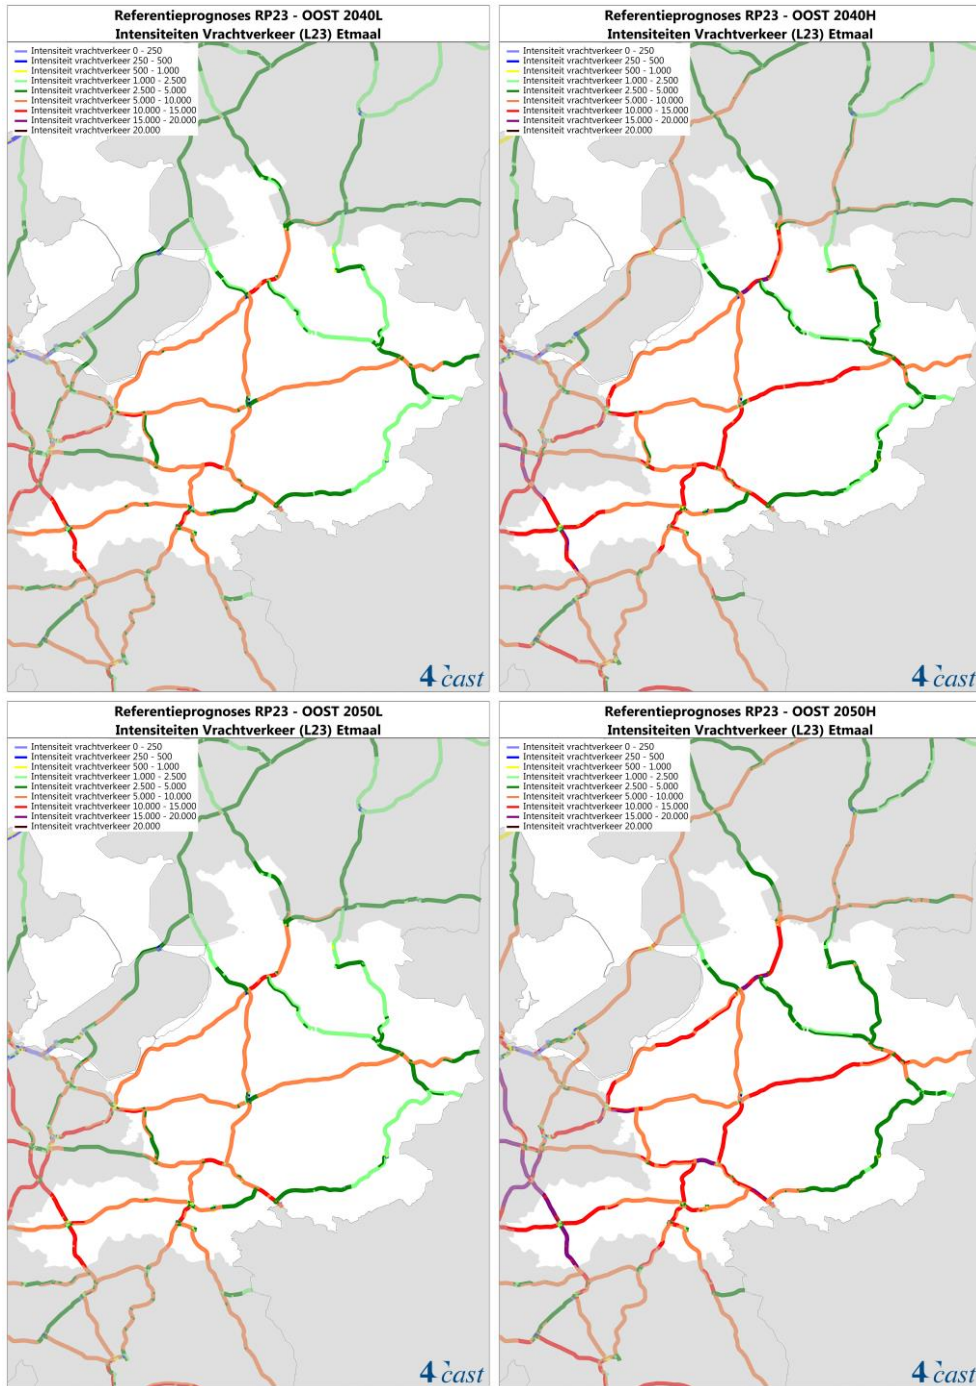 Referentieprognoses RP23 - OOST 2040L
Intensiteiten Vrachtverkeer (L23) Etmaal
Intensiteit vrachtverkeer 0 - 250
Intensiteit vrachtverkeer 250 - 500
Intensiteit vrachtverkeer 500 - 1.000
Intensiteit vrachtverkeer 1.000 - 2.500
Intensiteit vrachtverkeer 2.500 - 5.000
Intensiteit vrachtverkeer 5.000 - 10.000
Intensiteit vrachtverkeer 10.000 - 15.000
Intensiteit vrachtverkeer 15.000 - 20.000
Intensiteit vrachtverkeer 20.000
4cast
Referentieprognoses RP23 - OOST 2040H
Intensiteiten Vrachtverkeer (L23) Etmaal
Intensiteit vrachtverkeer 0 - 250
Intensiteit vrachtverkeer 250 - 500
Intensiteit vrachtverkeer 500 - 1.000
Intensiteit vrachtverkeer 1.000 - 2.500
Intensiteit vrachtverkeer 2.500 - 5.000
Intensiteit vrachtverkeer 5.000 - 10.000
Intensiteit vrachtverkeer 10.000 - 15.000
Intensiteit vrachtverkeer 15.000 - 20.000
Intensiteit vrachtverkeer 20.000
4cast
Referentieprognoses RP23 - OOST 2050L
Intensiteiten Vrachtverkeer (L23) Etmaal
Intensiteit vrachtverkeer 0 - 250
Intensiteit vrachtverkeer 250 - 500
Intensiteit vrachtverkeer 500 - 1.000
Intensiteit vrachtverkeer 1.000 - 2.500
Intensiteit vrachtverkeer 2.500 - 5.000
Intensiteit vrachtverkeer 5.000 - 10.000
Intensiteit vrachtverkeer 10.000 - 15.000
Intensiteit vrachtverkeer 15.000 - 20.000
Intensiteit vrachtverkeer 20.000
4cast
Referentieprognoses RP23 - OOST 2050H
Intensiteiten Vrachtverkeer (L23) Etmaal
Intensiteit vrachtverkeer 0 - 250
Intensiteit vrachtverkeer 250 - 500
Intensiteit vrachtverkeer 500 - 1.000
Intensiteit vrachtverkeer 1.000 - 2.500
Intensiteit vrachtverkeer 2.500 - 5.000
Intensiteit vrachtverkeer 5.000 - 10.000
Intensiteit vrachtverkeer 10.000 - 15.000
Intensiteit vrachtverkeer 15.000 - 20.000
Intensiteit vrachtverkeer 20.000
4cast